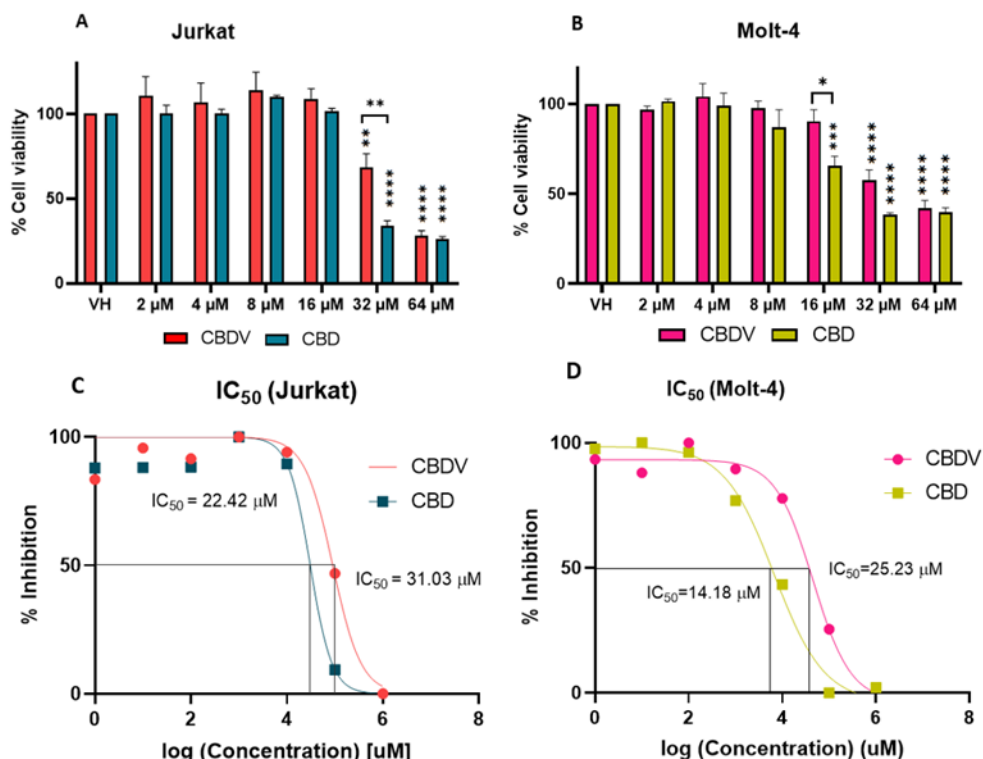 A
Jurkat
% Cell viability
100
50
0
**
**
****
****
****
VH 2 µM 4 µM 8 µM 16 µM 32 µM 64 µM
CBDV CBD
B
Molt-4
% Cell viability
150
100
50
0
*
***
****
****
****
****
VH 2 µM 4 µM 8 µM 16 µM 32 µM 64 µM
CBDV CBD
C
IC50 (Jurkat)
% Inhibition
100
50
0
CBDV
CBD
IC50 = 22.42 µM
IC50 = 31.03 µM
0 2 4 6 8
log (Concentration) [uM]
D
IC50 (Molt-4)
% Inhibition
100
50
0
CBDV
CBD
IC50=25.23 µM
IC50=14.18 µM
0 2 4 6 8
log (Concentration) (uM)